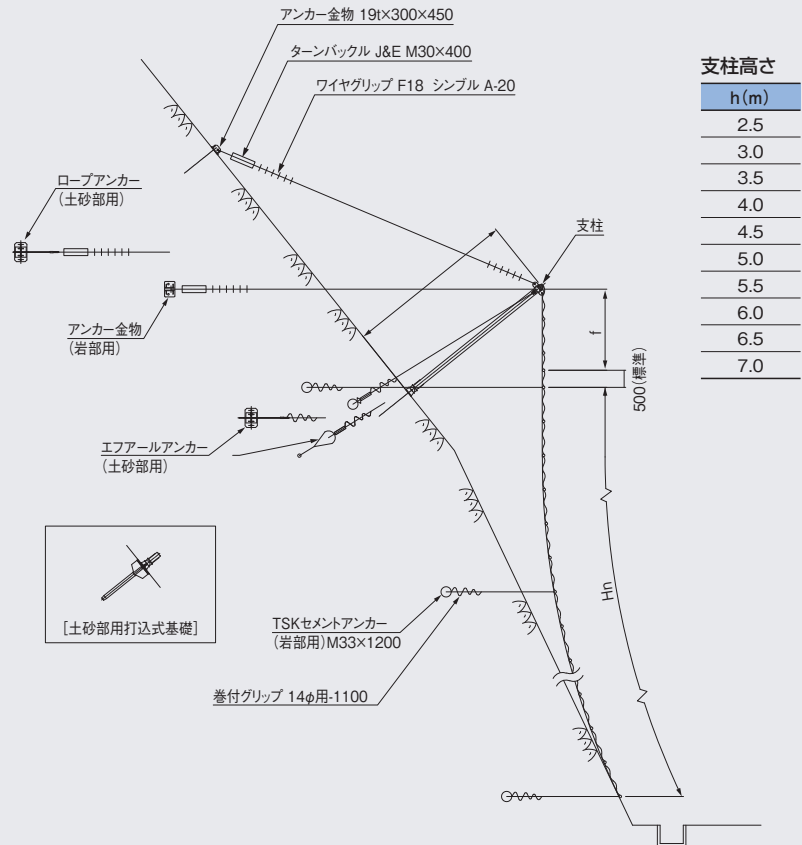 アンカー金物 19t×300×450
ターンバックル J&E M30×400
ワイヤグリップ F18 シンブル A-20
支柱高さ
h(m)
2.5
3.0
3.5
4.0
4.5
5.0
5.5
6.0
6.5
7.0
ロープアンカー
(土砂部用)
支柱
アンカー金物
(岩部用)
f
500(標準)
エフアールアンカー
(土砂部用)
Hn
[土砂部用打込式基礎]
TSKセメントアンカー
(岩部用)M33×1200
巻付グリップ 14φ用-1100